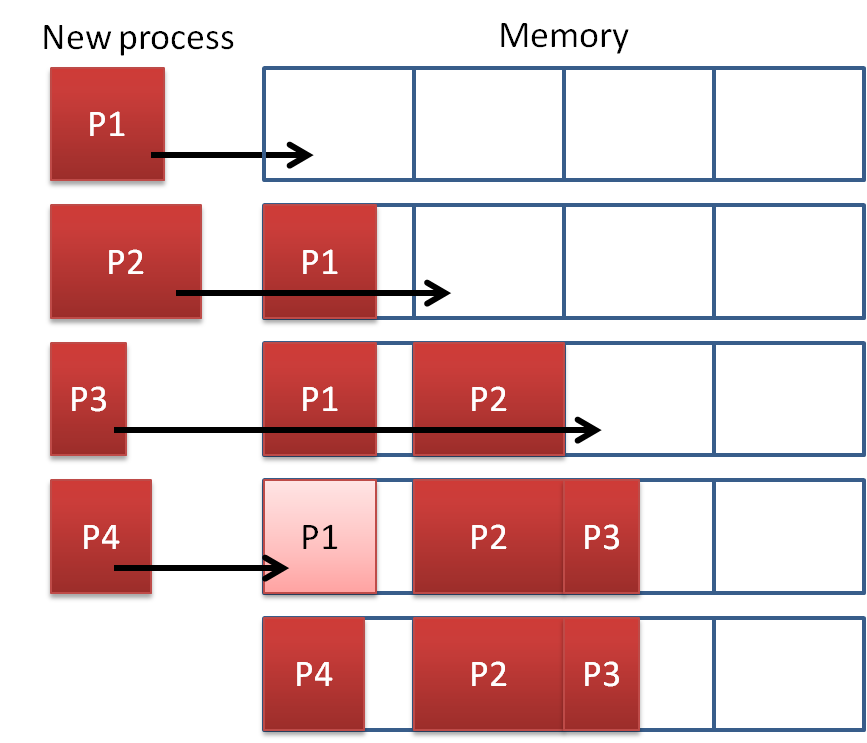 New process Memory
P1
P2 P1
P3 P1 P2
P4 P1 P2 P3
P4 P2 P3